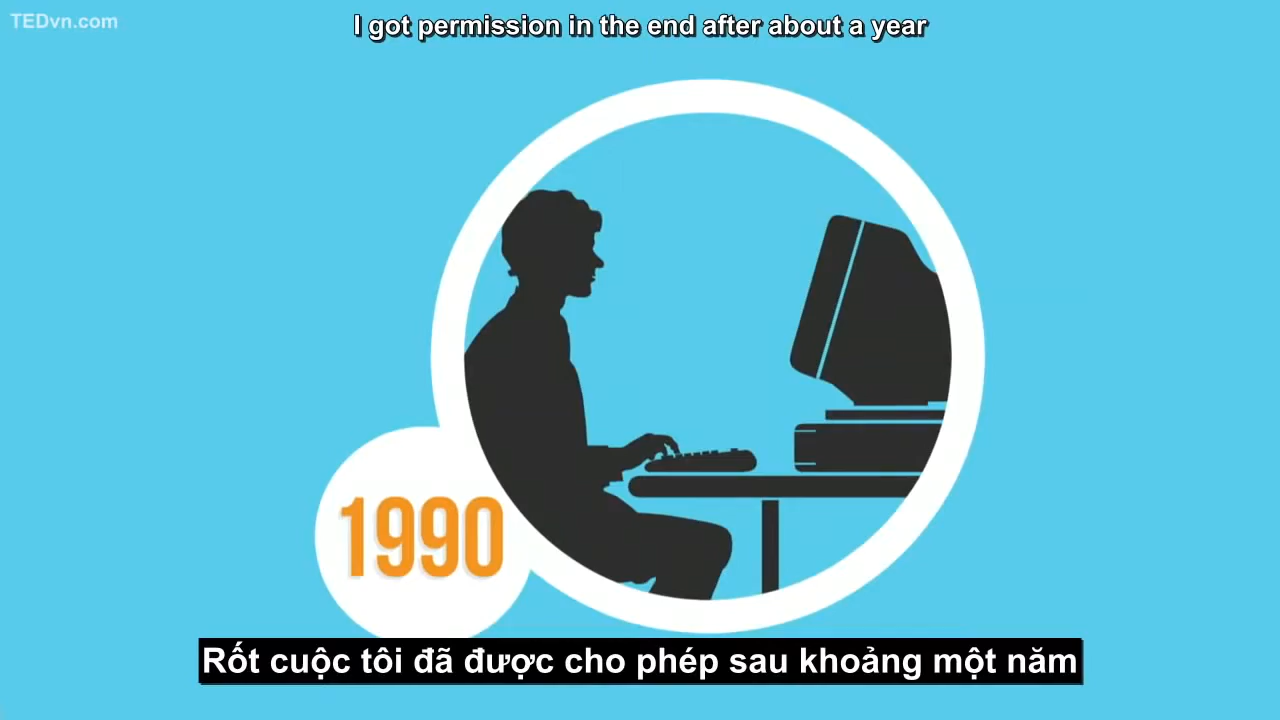 TEDvn.com
I got permission in the end after about a year
1990
Rốt cuộc tôi đã được cho phép sau khoảng một năm